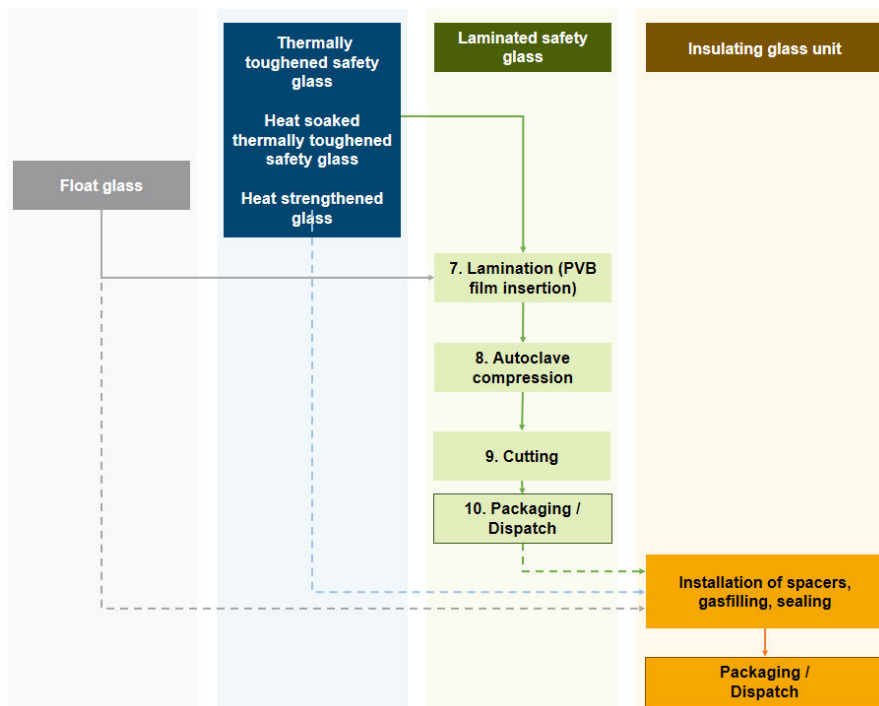 Thermally
toughened safety
glass
Heat soaked
thermally toughened
safety glass
Heat strengthened
glass
Laminated safety
glass
Insulating glass unit
Float glass
7. Lamination (PVB
film insertion)
8. Autoclave
compression
9. Cutting
10. Packaging /
Dispatch
Installation of spacers,
gasfilling, sealing
Packaging /
Dispatch